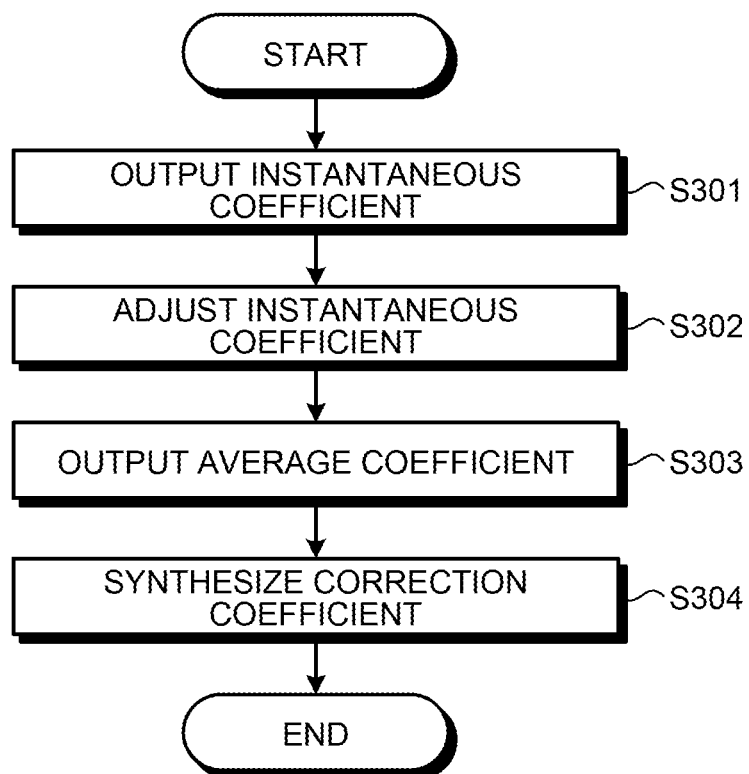 START
OUTPUT INSTANTANEOUS
COEFFICIENT
S301
ADJUST INSTANTANEOUS
COEFFICIENT
S302
OUTPUT AVERAGE COEFFICIENT
S303
SYNTHESIZE CORRECTION
COEFFICIENT
S304
END